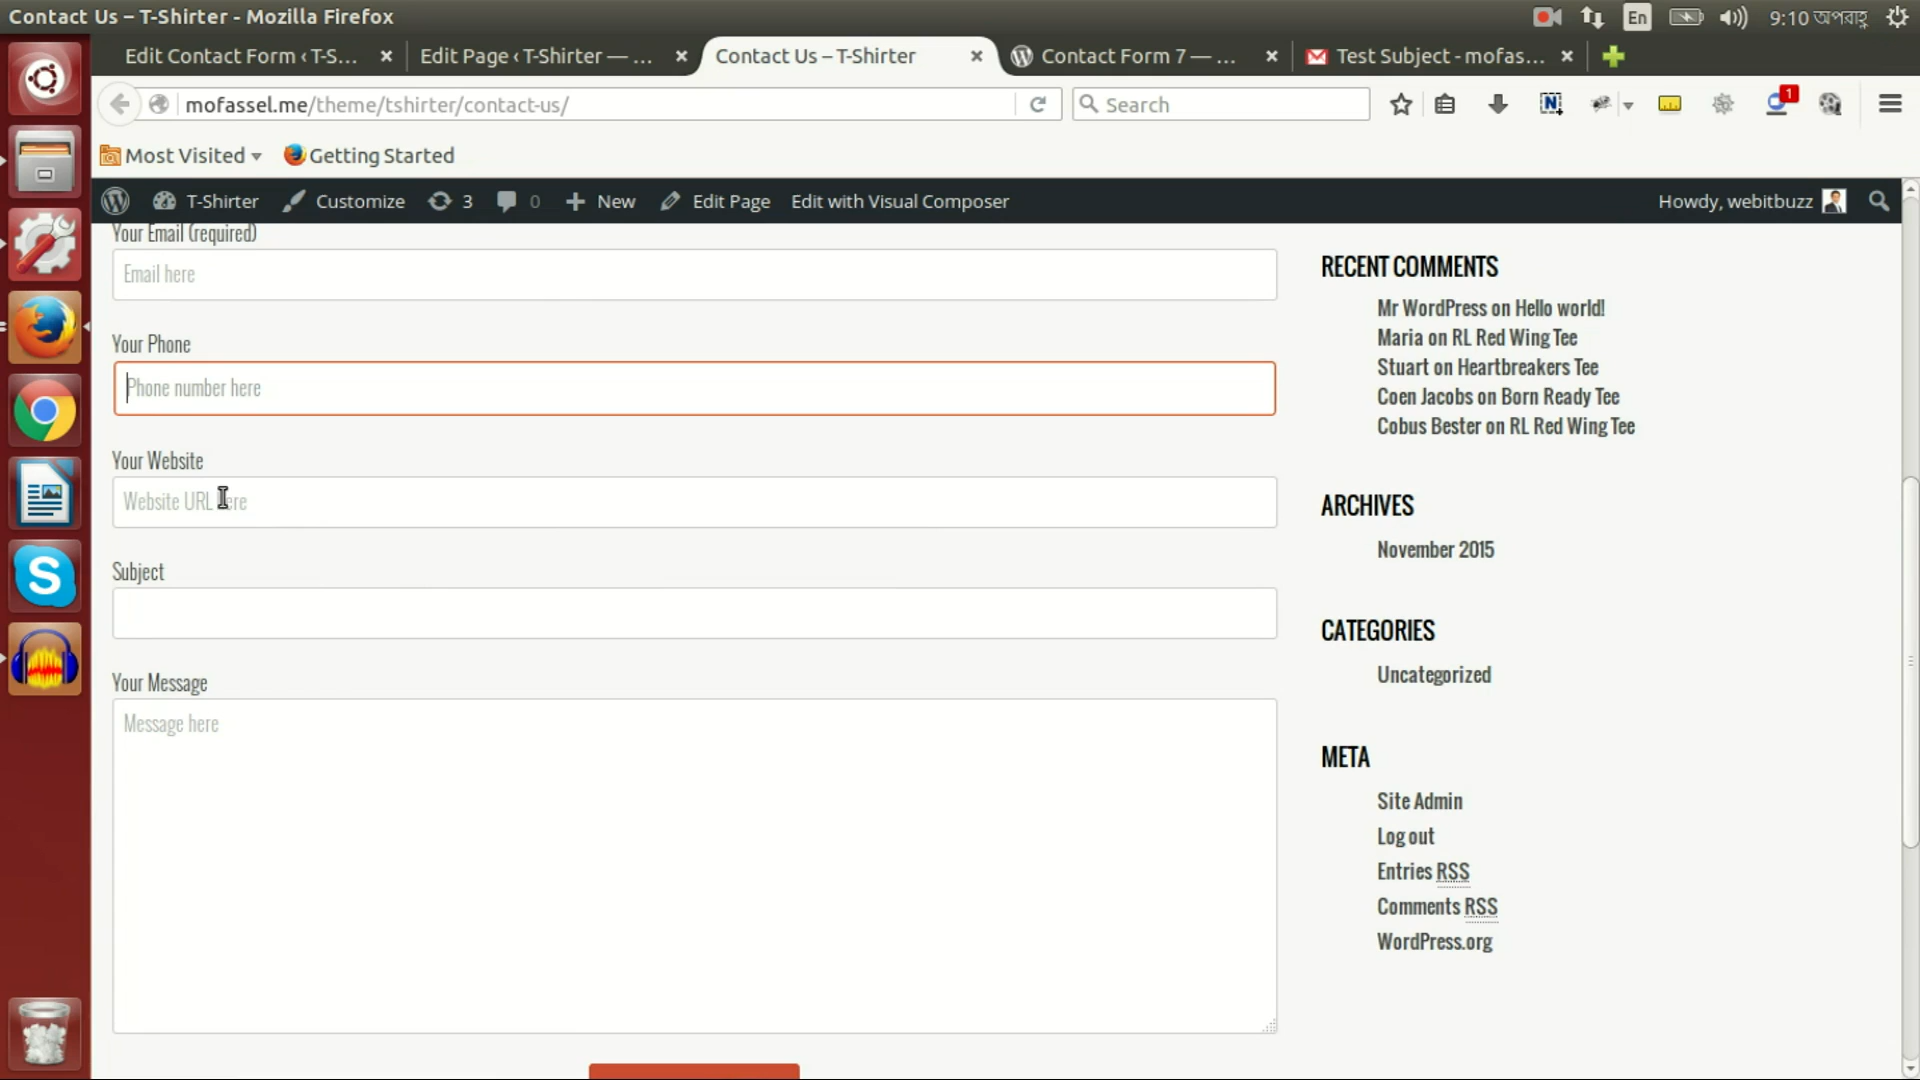 Contact Us – T-Shirter - Mozilla Firefox
En
9:10 অপরাহ্ণ
Edit Contact Form ‹ T-S...
Edit Page ‹ T-Shirter — ...
Contact Us – T-Shirter
Contact Form 7 — ...
Test Subject - mofas...
mofassel.me/theme/tshirter/contact-us/
Search
1
Most Visited
Getting Started
T-Shirter
Customize
3
0
New
Edit Page
Edit with Visual Composer
Howdy, webitbuzz
Your Email (required)
Email here
Your Phone
Phone number here
Your Website
Website URL here
Subject
Your Message
Message here
RECENT COMMENTS
Mr WordPress on Hello world!
Maria on RL Red Wing Tee
Stuart on Heartbreakers Tee
Coen Jacobs on Born Ready Tee
Cobus Bester on RL Red Wing Tee
ARCHIVES
November 2015
CATEGORIES
Uncategorized
META
Site Admin
Log out
Entries RSS
Comments RSS
WordPress.org